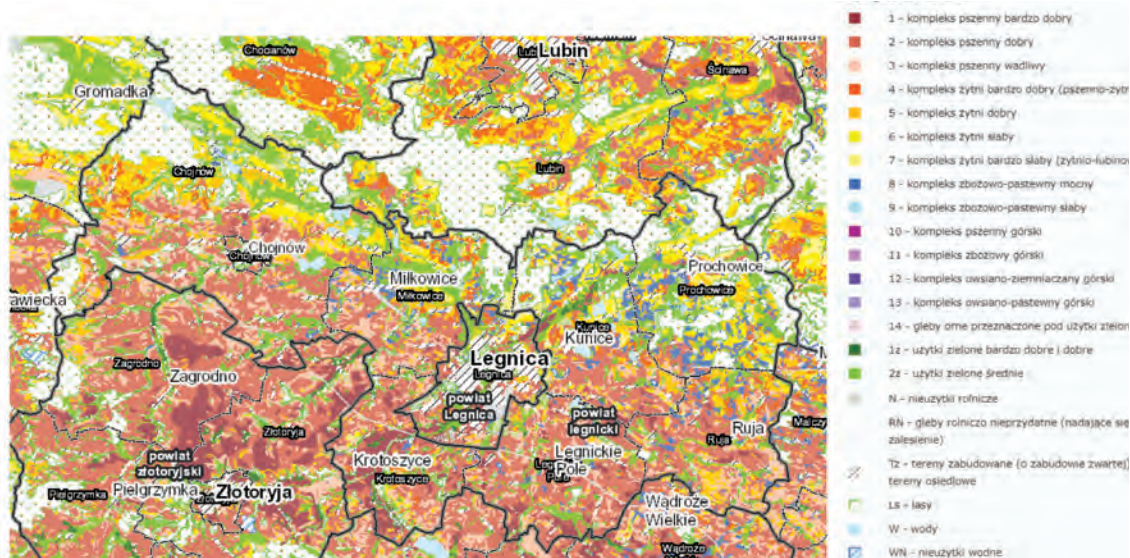 Chocianów
Lubin
Ścinawa
Gromadka
Chojnów
Lubin
Chojnów
Chojnów
Prochowice
Miłkowice
Miłkowice
Prochowice
awiecka
Kunice
Kunice
Legnica
Legnica
Zagrodno
Zagrodno
powiat
Legnica
powiat
legnicki
Ruja
Ruja
Złotoryja
Legnickie
Pole
Krotoszyce
Krotoszyce
powiat
złotoryjski
Pielgrzymka
Pielgrzymka
Złotoryja
Wądroże
Wielkie
Wądroże
1 - kompleks pszenny bardzo dobry
2 - kompleks pszenny dobry
3 - kompleks pszenny wadliwy
4 - kompleks żytni bardzo dobry (pszenno-żytn
5 - kompleks żytni dobry
6 - kompleks żytni słaby
7 - kompleks żytni bardzo słaby (żytnio-łubinow
8 - kompleks zbożowo-pastewny mocny
9 - kompleks zbożowo-pastewny słaby
10 - kompleks pszenny górski
11 - kompleks zbożowy górski
12 - kompleks owsiano-ziemniaczany górski
13 - kompleks owsiano-pastewny górski
14 - gleby orne przeznaczone pod użytki zielon
1z - użytki zielone bardzo dobre i dobre
2z - użytki zielone średnie
N - nieużytki rolnicze
RN - gleby rolniczo nieprzydatne (nadające się
zalesienie)
Tz - tereny zabudowane (o zabudowie zwartej)
tereny osiedlowe
Ls - lasy
W - wody
WN - nieużytki wodne